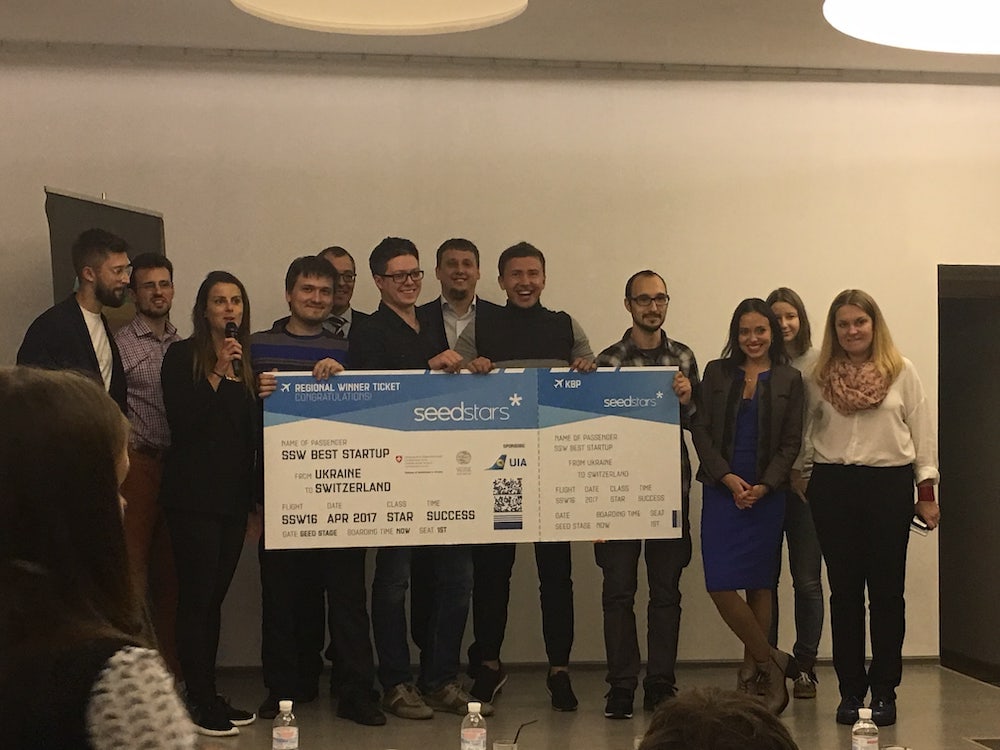 REGIONAL WINNER TICKET
CONGRATULATIONS!
seedstars*
NAME OF PASSENGER
SSW BEST STARTUP
FROM UKRAINE
TO SWITZERLAND
FLIGHT DATE CLASS TIME
SSW16 APR 2017 STAR SUCCESS
GATE SEED STAGE BOARDING TIME NOW SEAT 1ST
UIA
KBP
seedstars*
NAME OF PASSENGER
SSW BEST STARTUP
FROM UKRAINE
TO SWITZERLAND
FLIGHT DATE CLASS TIME
SSW16 2017 STAR SUCCESS
GATE BOARDING TIME SEAT
SEED STAGE NOW 1ST